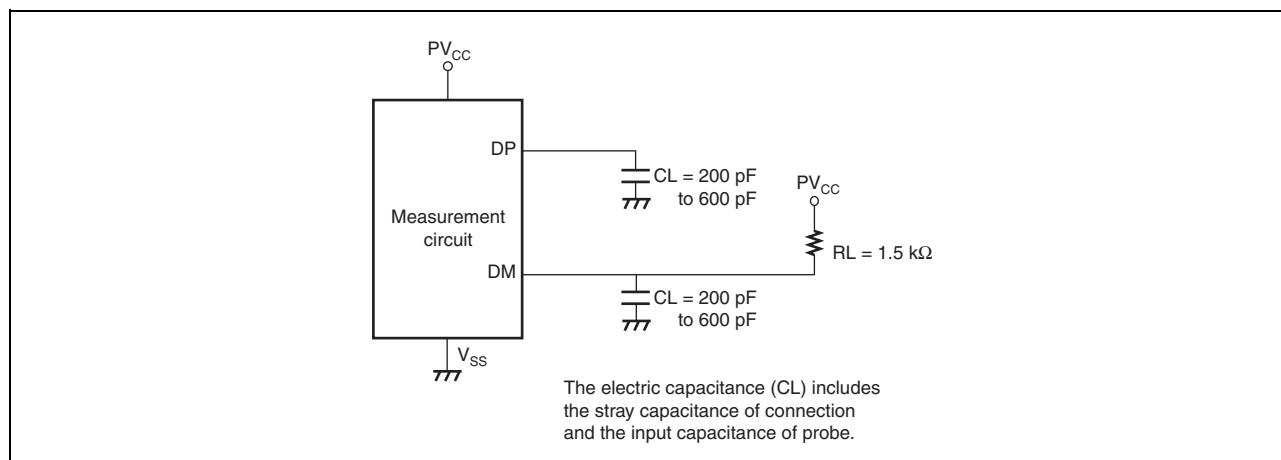 PVCC
DP
CL = 200 pF
to 600 pF
PVCC
Measurement
circuit
RL = 1.5 kΩ
DM
CL = 200 pF
to 600 pF
VSS
The electric capacitance (CL) includes
the stray capacitance of connection
and the input capacitance of probe.